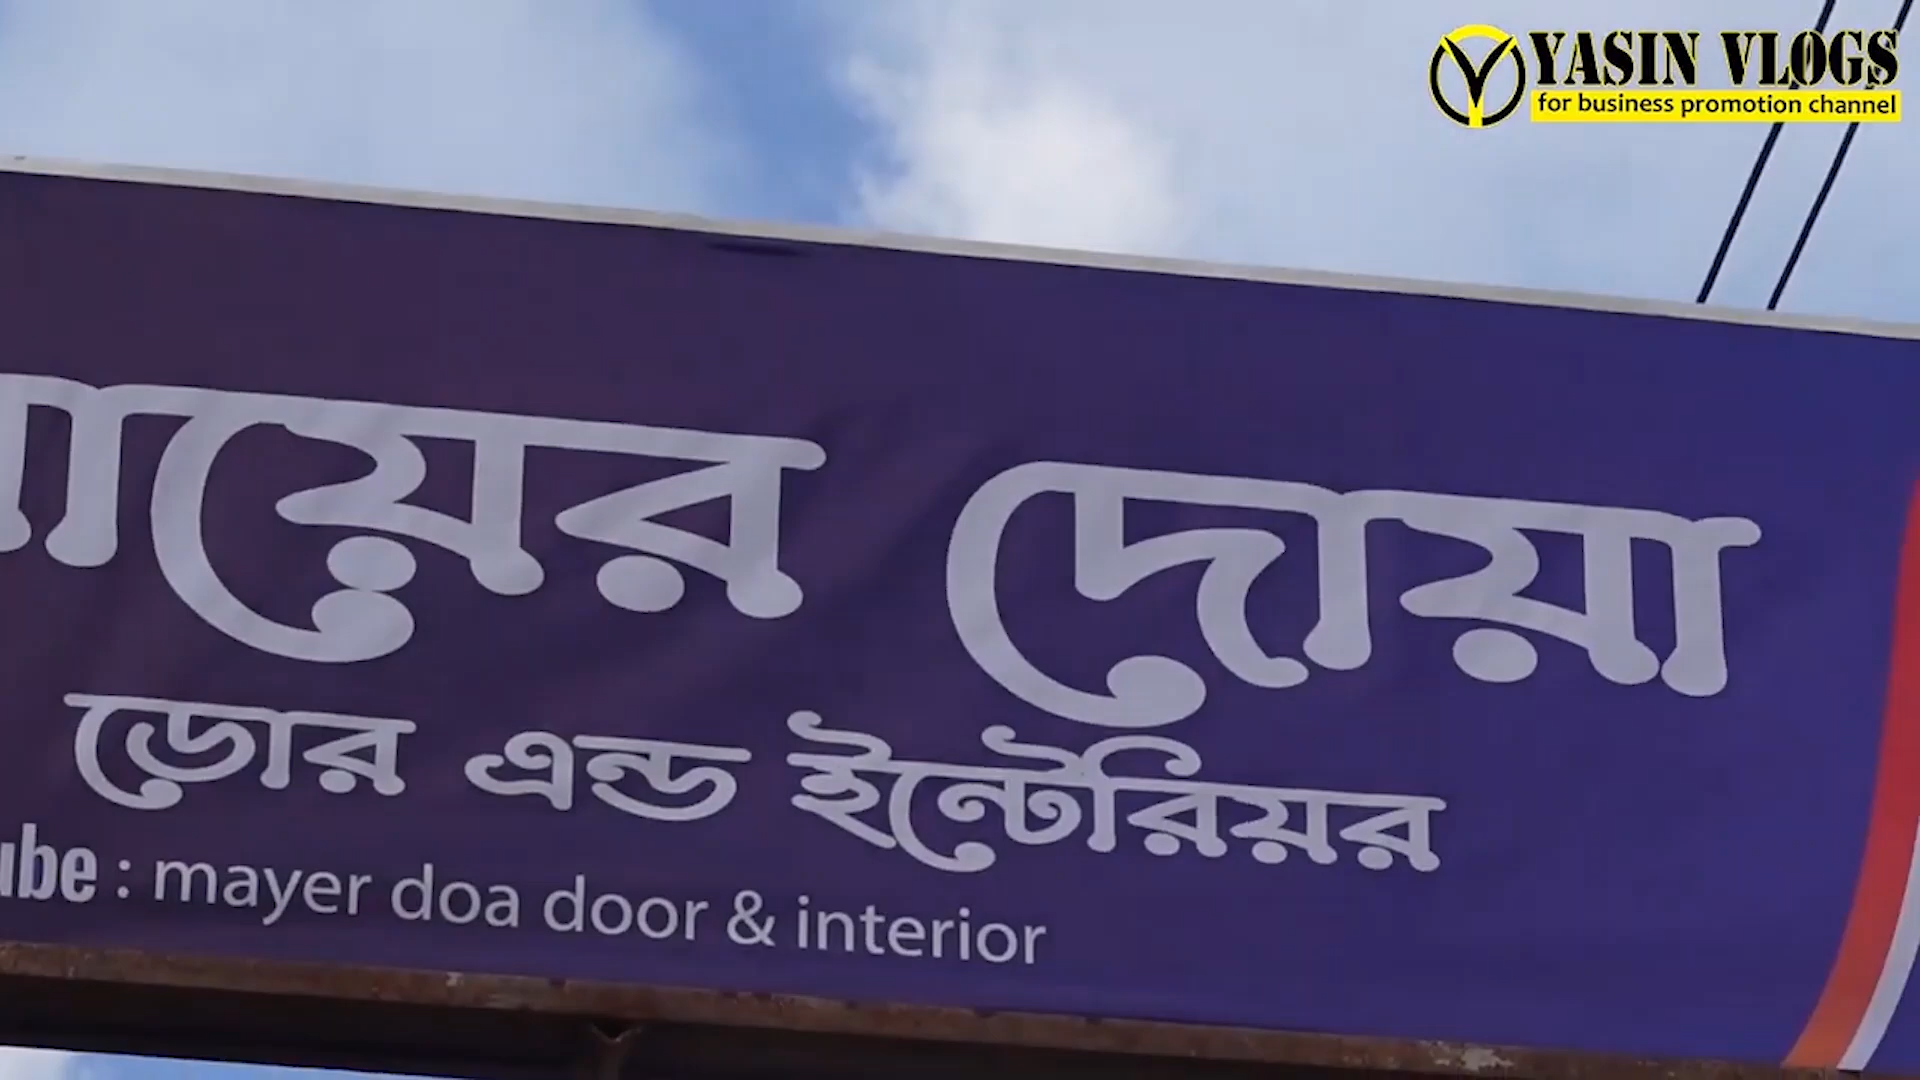 YASIN VLOGS
for business promotion channel
মায়ের দোয়া
ডোর এন্ড ইন্টেরিয়র
ube : mayer doa door & interior